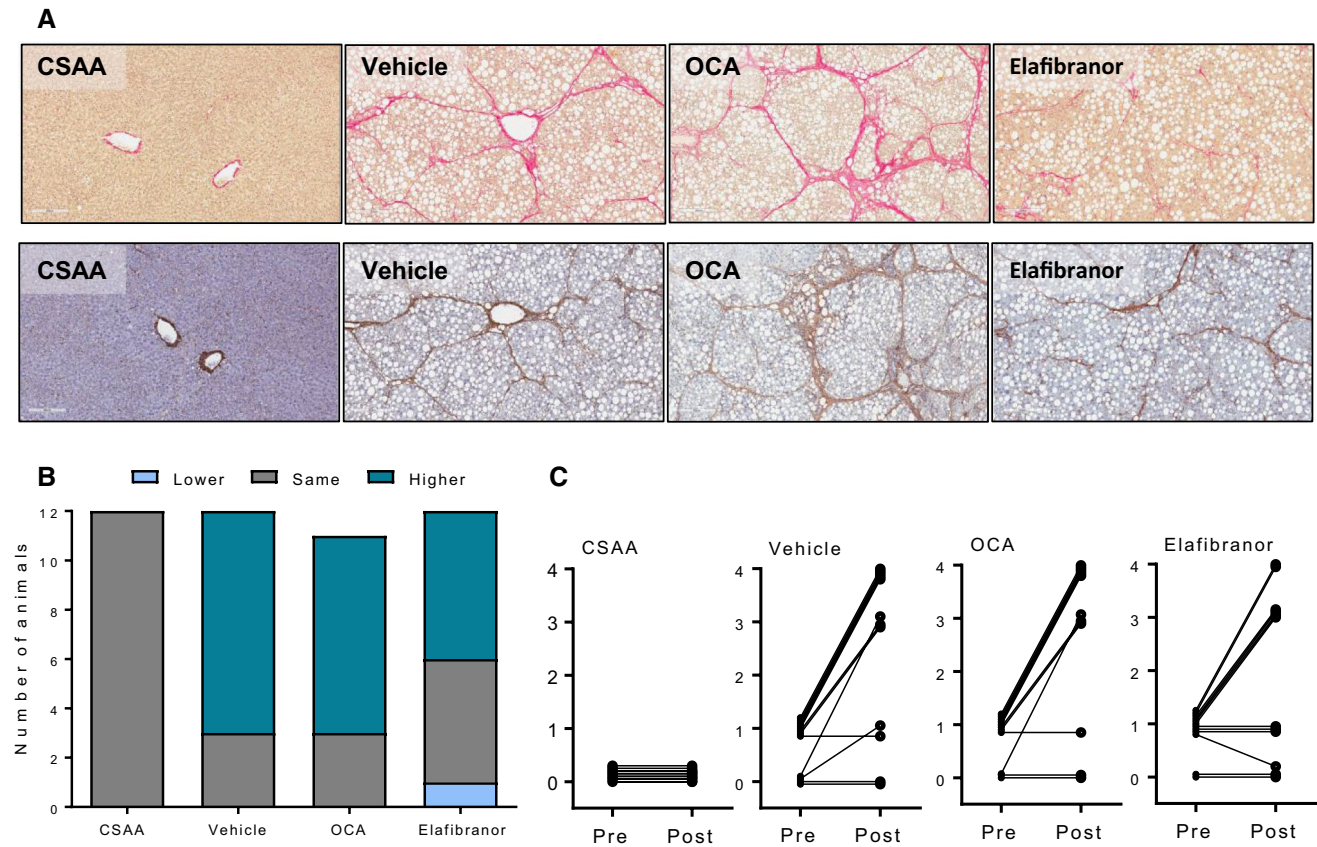 A
CSAA Vehicle OCA Elafibranor
CSAA Vehicle OCA Elafibranor
B
Lower Same Higher
Number of animals
12
10
8
6
4
2
0
CSAA Vehicle OCA Elafibranor
C
CSAA Vehicle OCA Elafibranor
4 4 4 4
3 3 3 3
2 2 2 2
1 1 1 1
0 0 0 0
Pre Post Pre Post Pre Post Pre Post